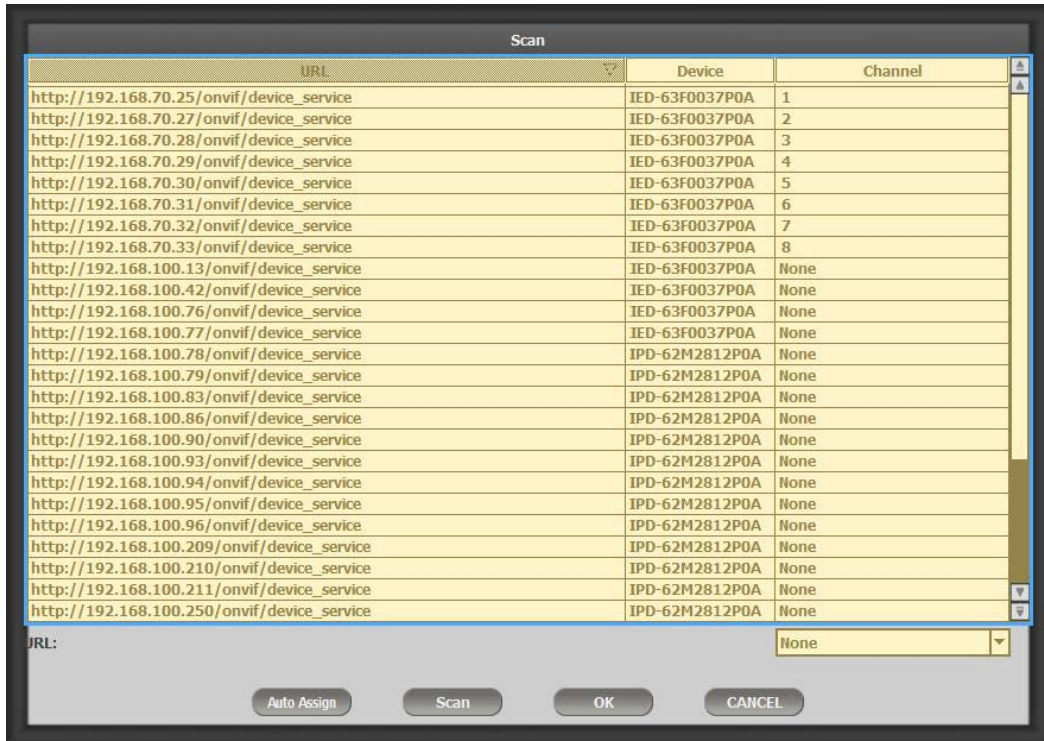 Scan
URL Device Channel
http://192.168.70.25/onvif/device_service IED-63F0037P0A 1
http://192.168.70.27/onvif/device_service IED-63F0037P0A 2
http://192.168.70.28/onvif/device_service IED-63F0037P0A 3
http://192.168.70.29/onvif/device_service IED-63F0037P0A 4
http://192.168.70.30/onvif/device_service IED-63F0037P0A 5
http://192.168.70.31/onvif/device_service IED-63F0037P0A 6
http://192.168.70.32/onvif/device_service IED-63F0037P0A 7
http://192.168.70.33/onvif/device_service IED-63F0037P0A 8
http://192.168.100.13/onvif/device_service IED-63F0037P0A None
http://192.168.100.42/onvif/device_service IED-63F0037P0A None
http://192.168.100.76/onvif/device_service IED-63F0037P0A None
http://192.168.100.77/onvif/device_service IED-63F0037P0A None
http://192.168.100.78/onvif/device_service IPD-62M2812P0A None
http://192.168.100.79/onvif/device_service IPD-62M2812P0A None
http://192.168.100.83/onvif/device_service IPD-62M2812P0A None
http://192.168.100.86/onvif/device_service IPD-62M2812P0A None
http://192.168.100.90/onvif/device_service IPD-62M2812P0A None
http://192.168.100.93/onvif/device_service IPD-62M2812P0A None
http://192.168.100.94/onvif/device_service IPD-62M2812P0A None
http://192.168.100.95/onvif/device_service IPD-62M2812P0A None
http://192.168.100.96/onvif/device_service IPD-62M2812P0A None
http://192.168.100.209/onvif/device_service IPD-62M2812P0A None
http://192.168.100.210/onvif/device_service IPD-62M2812P0A None
http://192.168.100.211/onvif/device_service IPD-62M2812P0A None
http://192.168.100.250/onvif/device_service IPD-62M2812P0A None
URL: None
Auto Assign Scan OK CANCEL